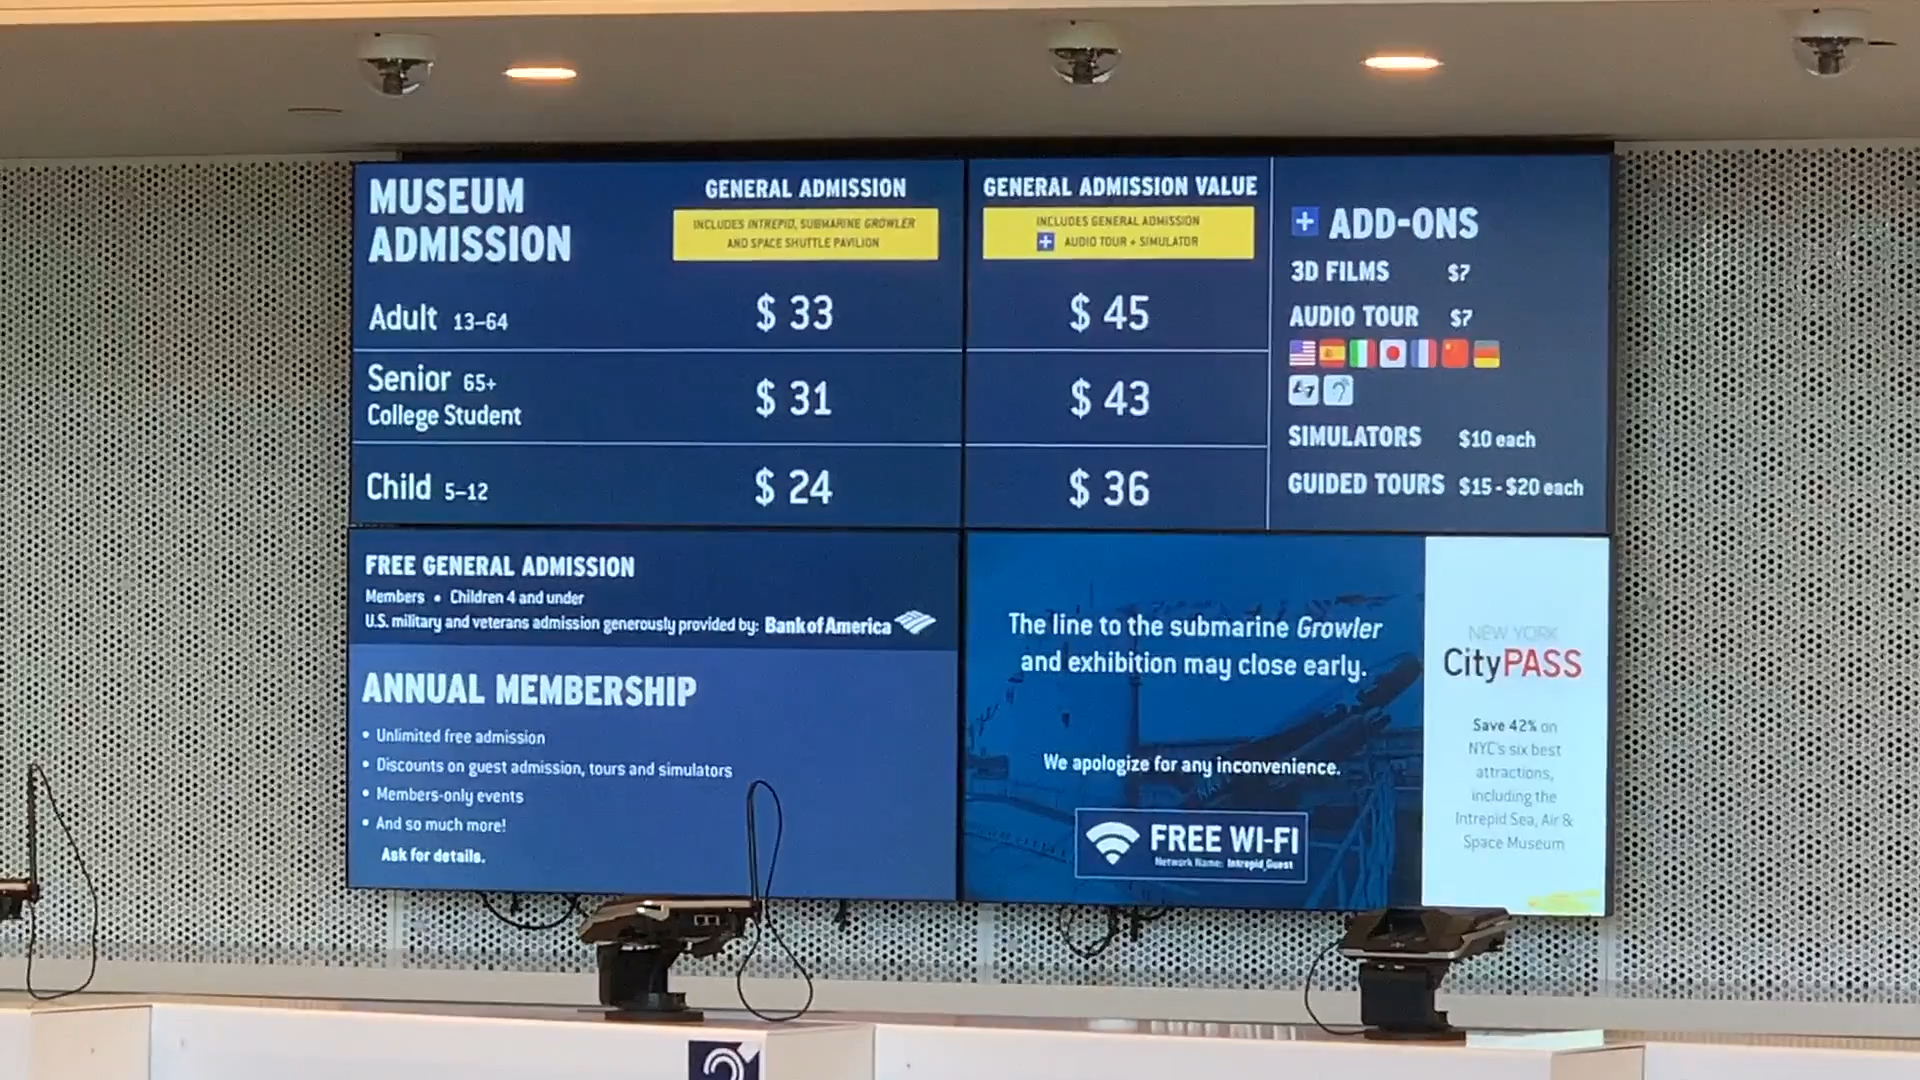 MUSEUM
ADMISSION
GENERAL ADMISSION
INCLUDES INTREPID, SUBMARINE GROWLER
AND SPACE SHUTTLE PAVILION
GENERAL ADMISSION VALUE
INCLUDES GENERAL ADMISSION
+ AUDIO TOUR + SIMULATOR
Adult 13–64 $ 33 $ 45
Senior 65+
College Student
$ 31 $ 43
Child 5–12 $ 24 $ 36
+ ADD-ONS
3D FILMS $7
AUDIO TOUR $7
SIMULATORS $10 each
GUIDED TOURS $15 - $20 each
FREE GENERAL ADMISSION
Members • Children 4 and under
U.S. military and veterans admission generously provided by: Bank of America
ANNUAL MEMBERSHIP
• Unlimited free admission
• Discounts on guest admission, tours and simulators
• Members-only events
• And so much more!
Ask for details.
The line to the submarine Growler
and exhibition may close early.
We apologize for any inconvenience.
FREE WI-FI
Network Name: Intrepid_Guest
NEW YORK
CityPASS
Save 42% on
NYC's six best
attractions,
including the
Intrepid Sea, Air &
Space Museum